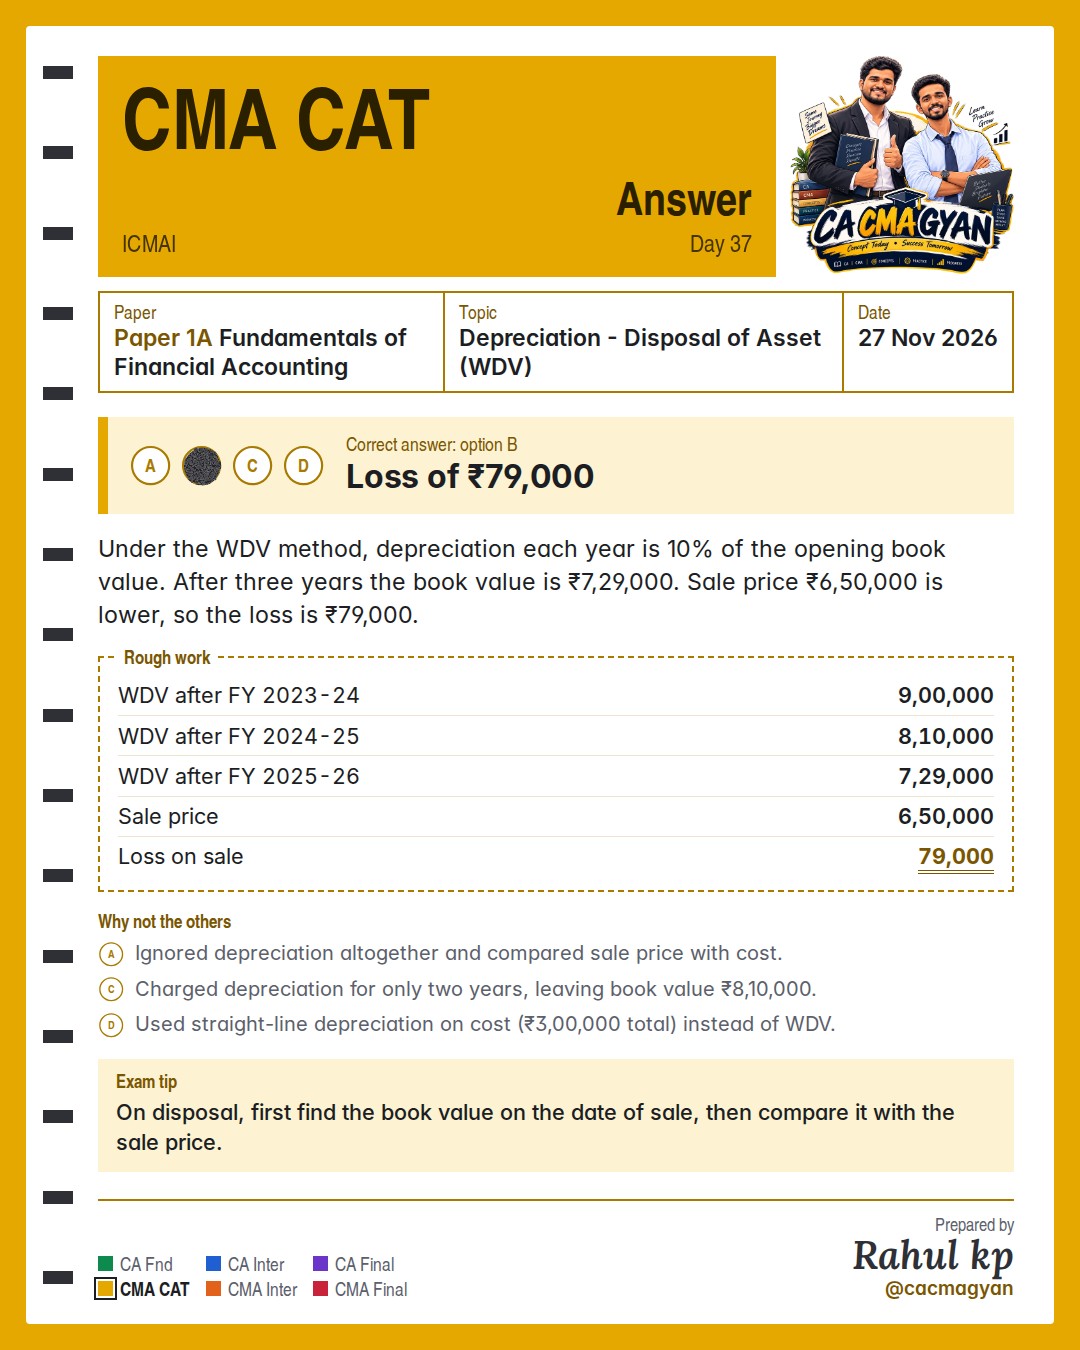 CMA CAT
Answer
ICMAI
Day 37
Learn
Practice
Grow
CA CMA GYAN
Concept Today • Success Tomorrow
Paper
Paper 1A Fundamentals of
Financial Accounting
Topic
Depreciation - Disposal of Asset
(WDV)
Date
27 Nov 2026
A
C
D
Correct answer: option B
Loss of ₹79,000
Under the WDV method, depreciation each year is 10% of the opening book
value. After three years the book value is ₹7,29,000. Sale price ₹6,50,000 is
lower, so the loss is ₹79,000.
Rough work
WDV after FY 2023-24 9,00,000
WDV after FY 2024-25 8,10,000
WDV after FY 2025-26 7,29,000
Sale price 6,50,000
Loss on sale 79,000
Why not the others
A Ignored depreciation altogether and compared sale price with cost.
C Charged depreciation for only two years, leaving book value ₹8,10,000.
D Used straight-line depreciation on cost (₹3,00,000 total) instead of WDV.
Exam tip
On disposal, first find the book value on the date of sale, then compare it with the
sale price.
Prepared by
Rahul kp
@cacmagyan
CA Fnd CA Inter CA Final
CMA CAT CMA Inter CMA Final